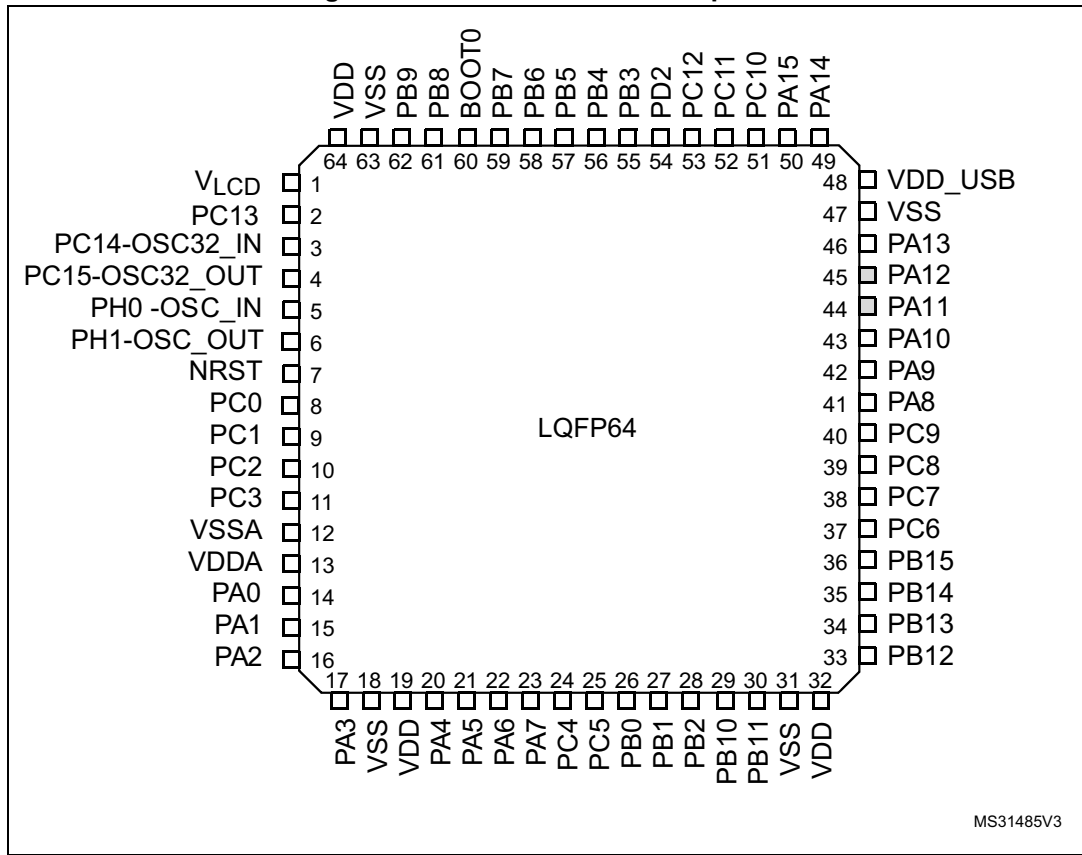 VDD
VSS
PB9
PB8
BOOT0
PB7
PB6
PB5
PB4
PB3
PD2
PC12
PC11
PC10
PA15
PA14
64 63 62 61 60 59 58 57 56 55 54 53 52 51 50 49
VLCD 1
PC13 2
PC14-OSC32_IN 3
PC15-OSC32_OUT 4
PH0 -OSC_IN 5
PH1-OSC_OUT 6
NRST 7
PC0 8
PC1 9
PC2 10
PC3 11
VSSA 12
VDDA 13
PA0 14
PA1 15
PA2 16
LQFP64
48 VDD_USB
47 VSS
46 PA13
45 PA12
44 PA11
43 PA10
42 PA9
41 PA8
40 PC9
39 PC8
38 PC7
37 PC6
36 PB15
35 PB14
34 PB13
33 PB12
17 18 19 20 21 22 23 24 25 26 27 28 29 30 31 32
PA3
VSS
VDD
PA4
PA5
PA6
PA7
PC4
PC5
PB0
PB1
PB2
PB10
PB11
VSS
VDD
MS31485V3